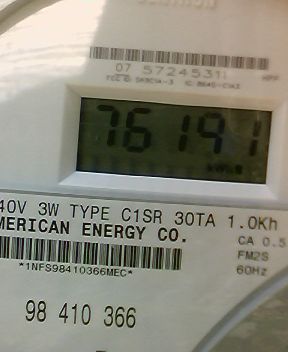 07 57245311
76191
kWh
40V 3W TYPE C1SR 30TA 1.0Kh
MERICAN ENERGY CO.
CA 0.5
FM2S
*1NFS98410366MEC*
60Hz
98 410 366